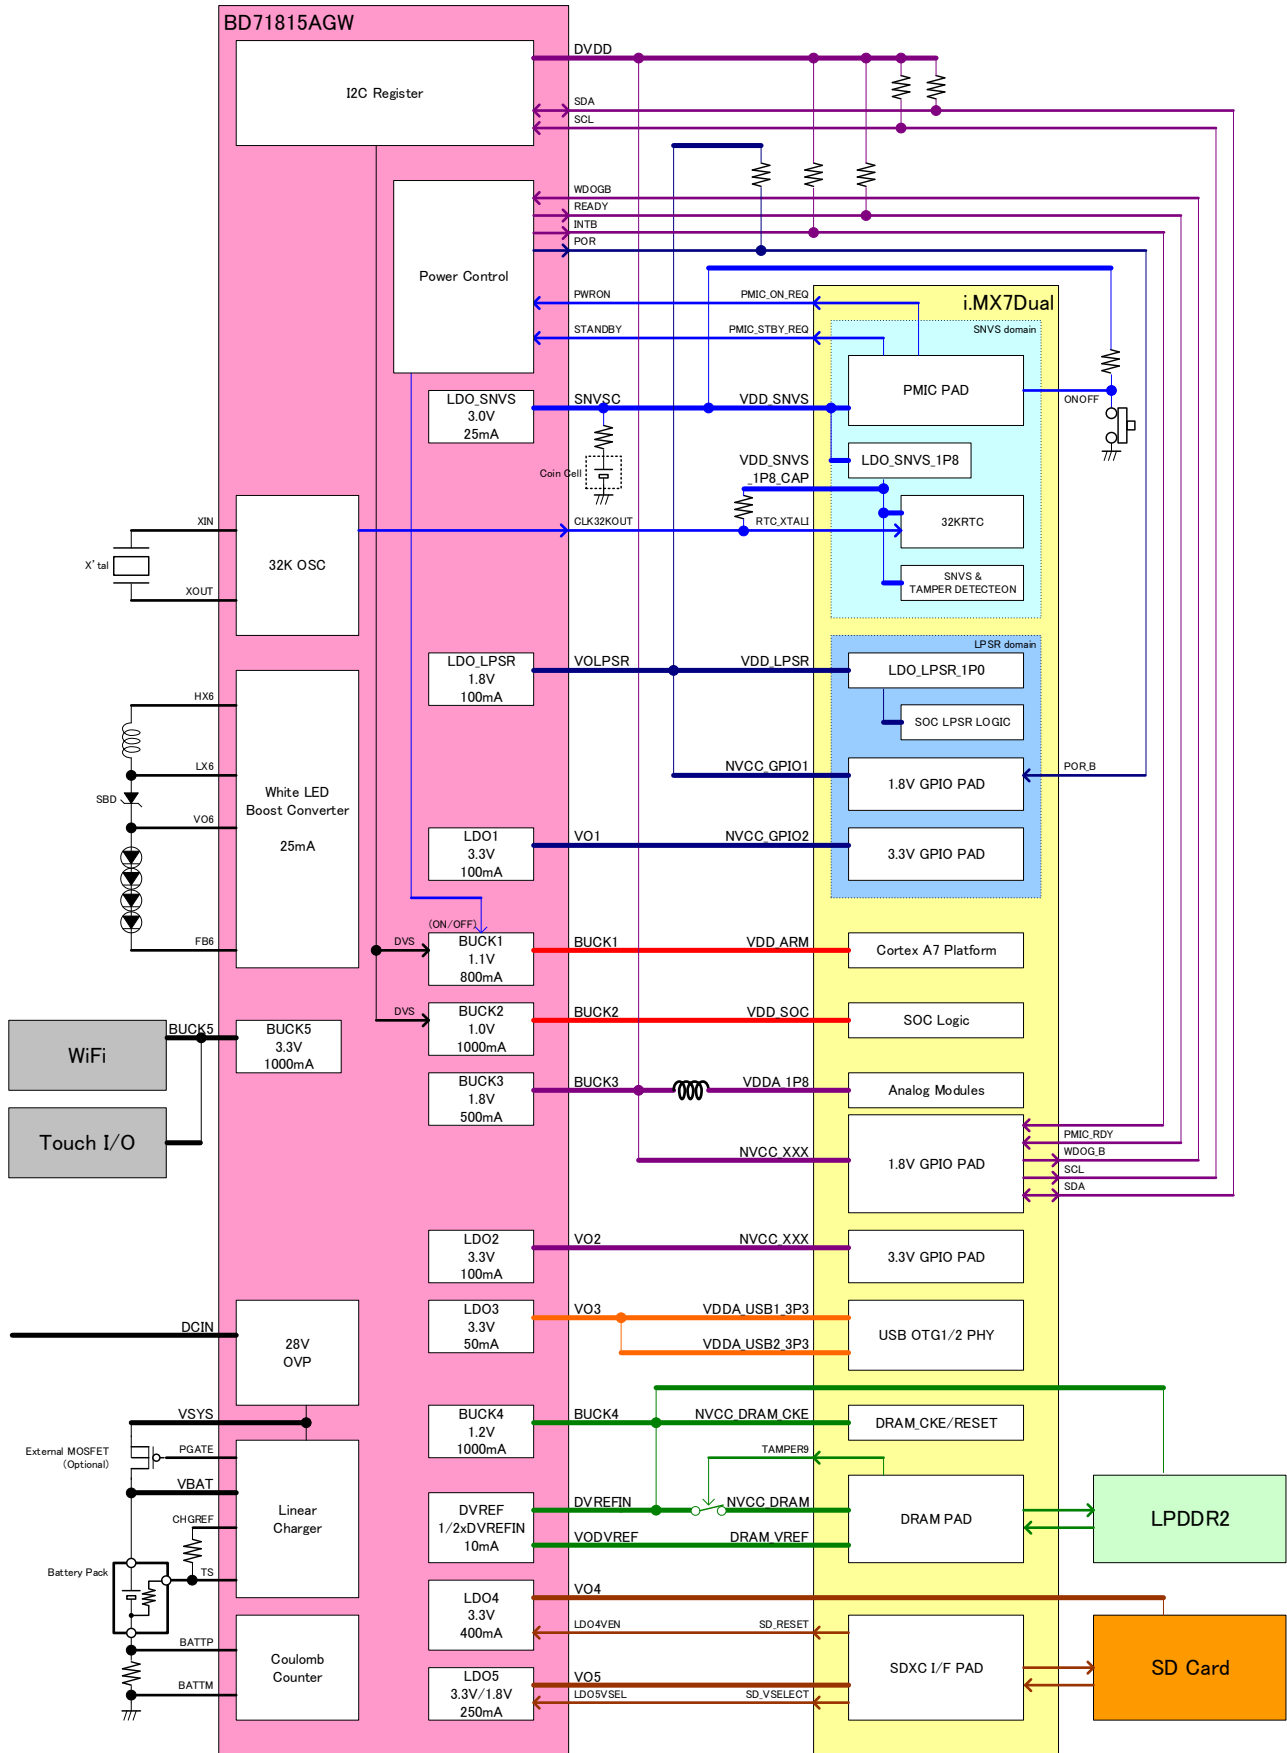 BD71815AGW
I2C Register
DVDD
SDA
SCL
WDOGB
READY
INTB
POR
Power Control
PWRON
PMIC_ON_REQ
STANDBY
PMIC_STBY_REQ
i.MX7Dual
SNVS domain
PMIC PAD
ONOFF
LDO_SNVS
3.0V
25mA
SNVSC
VDD_SNVS
Coin Cell
VDD_SNVS
_1P8_CAP
LDO_SNVS_1P8
XIN
X'tal
XOUT
32K OSC
CLK32KOUT
RTC_XTALI
32KRTC
SNVS &
TAMPER DETECTEON
LPSR domain
LDO_LPSR
1.8V
100mA
VOLPSR
VDD_LPSR
LDO_LPSR_1P0
SOC LPSR LOGIC
HX6
LX6
SBD
VO6
FB6
White LED
Boost Converter
25mA
NVCC_GPIO1
1.8V GPIO PAD
POR_B
LDO1
3.3V
100mA
VO1
NVCC_GPIO2
3.3V GPIO PAD
(ON/OFF)
DVS
BUCK1
1.1V
800mA
BUCK1
VDD_ARM
Cortex A7 Platform
DVS
BUCK2
1.0V
1000mA
BUCK2
VDD_SOC
SOC Logic
WiFi
BUCK5
BUCK5
3.3V
1000mA
Touch I/O
BUCK3
1.8V
500mA
BUCK3
VDDA_1P8
Analog Modules
NVCC_XXX
1.8V GPIO PAD
PMIC_RDY
WDOG_B
SCL
SDA
LDO2
3.3V
100mA
VO2
NVCC_XXX
3.3V GPIO PAD
DCIN
28V
OVP
LDO3
3.3V
50mA
VO3
VDDA_USB1_3P3
VDDA_USB2_3P3
USB OTG1/2 PHY
VSYS
External MOSFET
(Optional)
PGATE
VBAT
CHGREF
Battery Pack
TS
Linear
Charger
BUCK4
1.2V
1000mA
BUCK4
NVCC_DRAM_CKE
DRAM_CKE/RESET
TAMPER9
DVREF
1/2xDVREFIN
10mA
DVREFIN
NVCC_DRAM
VODVREF
DRAM_VREF
DRAM PAD
LPDDR2
BATTP
BATTM
Coulomb
Counter
LDO4
3.3V
400mA
VO4
LDO4VEN
SD_RESET
SDXC I/F PAD
SD Card
LDO5
3.3V/1.8V
250mA
VO5
LDO5VSEL
SD_VSELECT